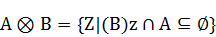 A ⊗ B = {Z|(B)z ∩ A ⊆ ∅}